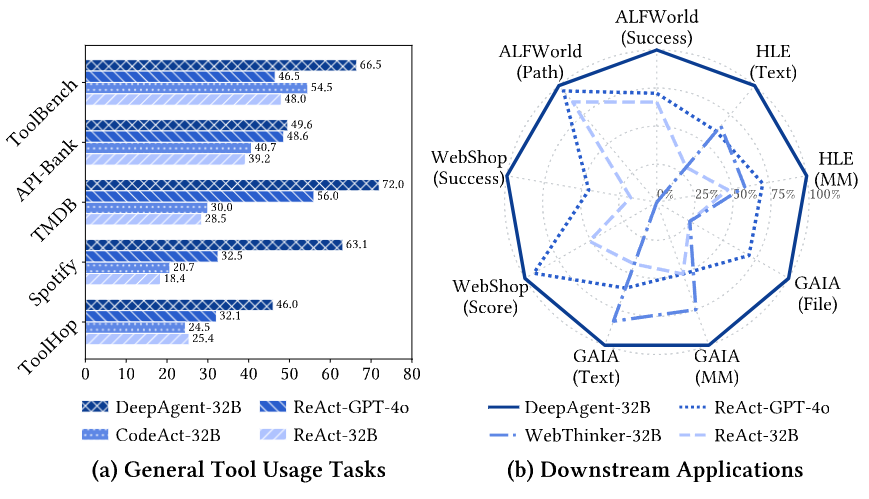 ToolBench
66.5
46.5
54.5
48.0
API-Bank
49.6
48.6
40.7
39.2
TMDB
72.0
56.0
30.0
28.5
Spotify
63.1
32.5
20.7
18.4
ToolHop
46.0
32.1
24.5
25.4
0 10 20 30 40 50 60 70 80
DeepAgent-32B ReAct-GPT-4o
CodeAct-32B ReAct-32B
(a) General Tool Usage Tasks
ALFWorld
(Success)
HLE
(Text)
HLE
(MM)
GAIA
(File)
GAIA
(MM)
GAIA
(Text)
WebShop
(Score)
WebShop
(Success)
ALFWorld
(Path)
0% 25% 50% 75% 100%
DeepAgent-32B ReAct-GPT-4o
WebThinker-32B ReAct-32B
(b) Downstream Applications